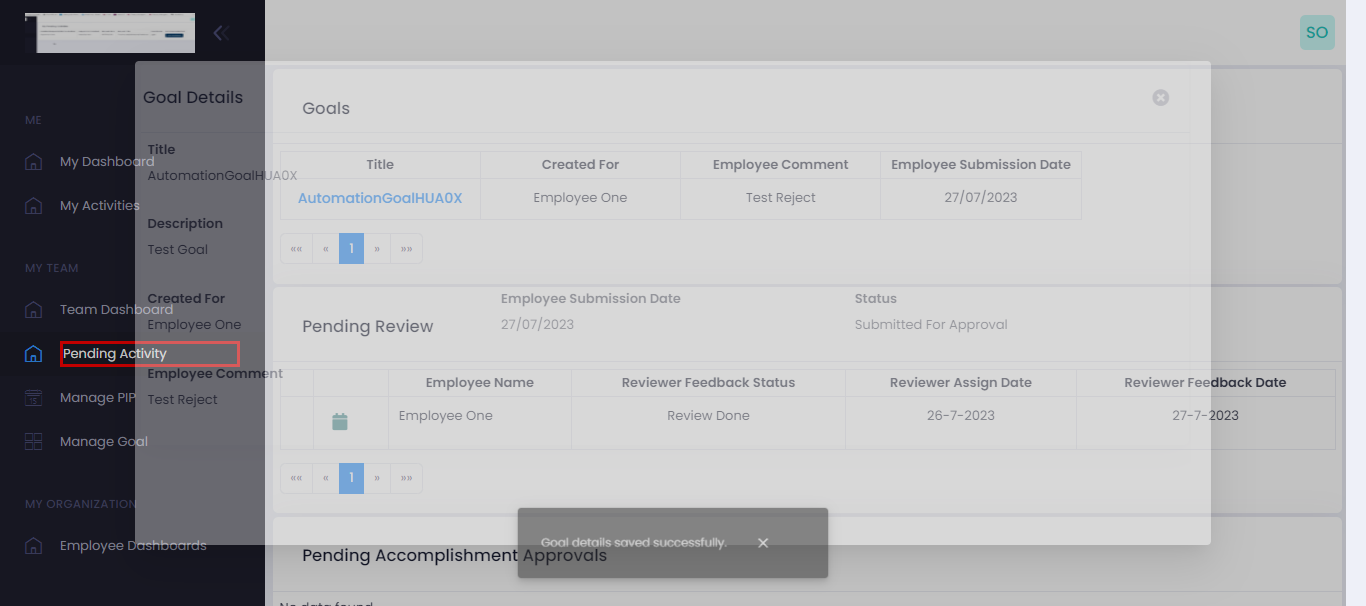 SO
ME
My Dashboard
My Activities
MY TEAM
Team Dashboard
Pending Activity
Manage PIP
Manage Goal
MY ORGANIZATION
Employee Dashboards
Goal Details
Title
AutomationGoalHUA0X
Description
Test Goal
Created For
Employee One
Employee Submission Date
27/07/2023
Status
Submitted For Approval
Employee Comment
Test Reject
Goals
Title Created For Employee Comment Employee Submission Date
AutomationGoalHUA0X Employee One Test Reject 27/07/2023
«« « 1 » »»
Pending Review
Employee Name Reviewer Feedback Status Reviewer Assign Date Reviewer Feedback Date
Employee One Review Done 26-7-2023 27-7-2023
«« « 1 » »»
Goal details saved successfully. ×
Pending Accomplishment Approvals
No data found